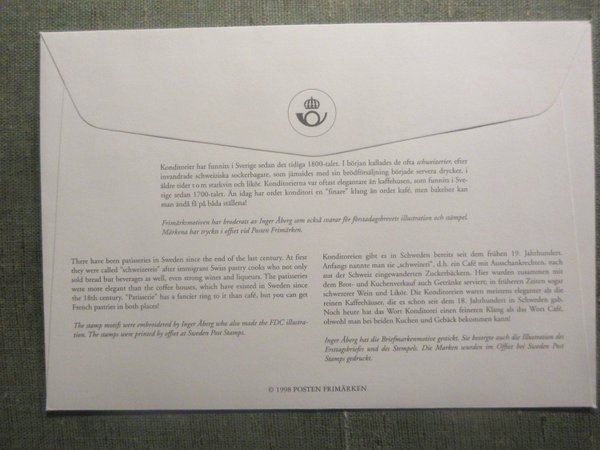 Konditorier har funnits i Sverige sedan det tidiga 1800-talet. I början kallades de ofta schweizerier, efter
invandrade schweiziska sockerbagare, som jämsides med sin brödförsäljning började servera drycker, i
äldre tider t o m starkvin och likör. Konditorierna var oftast elegantare än kaffehusen, som funnits i Sve-
rige sedan 1700-talet. Än idag har ordet konditori en "finare" klang än ordet café, men bakelser kan
man ändå få på båda ställena!
Frimärksmotiven har broderats av Inger Åberg som också svarar för förstadagsbrevets illustration och stämpel.
Märkena har tryckts i offset vid Posten Frimärken.
There have been patisseries in Sweden since the end of the last century. At first
they were called "schweizerein" after immigrant Swiss pastry cooks who not only
sold bread but beverages as well, even strong wines and liqueurs. The patisseries
were more elegant than the coffee houses, which have existed in Sweden since
the 18th century. "Patisserie" has a fancier ring to it than café, but you can get
French pastries in both places!
The stamp motifs were embroidered by Inger Åberg who also made the FDC illustra-
tion. The stamps were printed by offset at Sweden Post Stamps.
Konditoreien gibt es in Schweden bereits seit dem frühen 19. Jahrhundert.
Anfangs nannte man sie „schweizeri", d.h. ein Café mit Ausschankrechten, nach
den aus der Schweiz eingewanderten Zuckerbäckern. Hier wurden zusammen mit
dem Brot- und Kuchenverkauf auch Getränke serviert; in früheren Zeiten sogar
schwererer Wein und Likör. Die Konditoreien waren meistens eleganter als die
reinen Kaffeehäuser, die es schon seit dem 18. Jahrhundert in Schweden gab.
Noch heute hat das Wort Konditorei einen feineren Klang als das Wort Café,
obwohl man bei beiden Kuchen und Gebäck bekommen kann!
Inger Åberg hat die Briefmarkenmotive gestickt. Sie besorgte auch die Illustration des
Ersttagsbriefes und des Stempels. Die Marken wurden im Offset bei Sweden Post
Stamps gedruckt.
© 1998 POSTEN FRIMÄRKEN